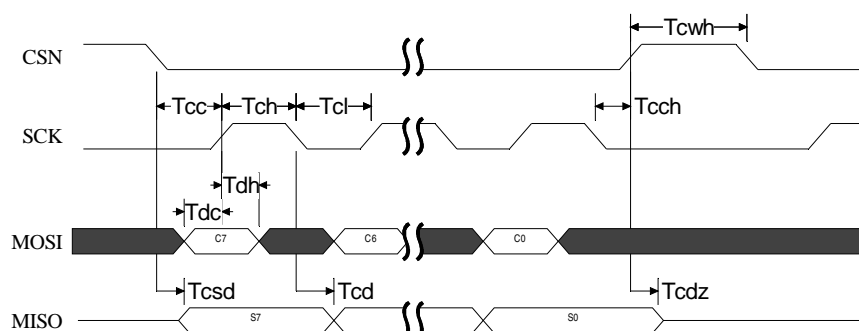 Tcwh
CSN
Tcc Tch Tcl Tcch
SCK
Tdh
Tdc
MOSI C7 C6 C0
Tcsd Tcd Tcdz
MISO S7 S0